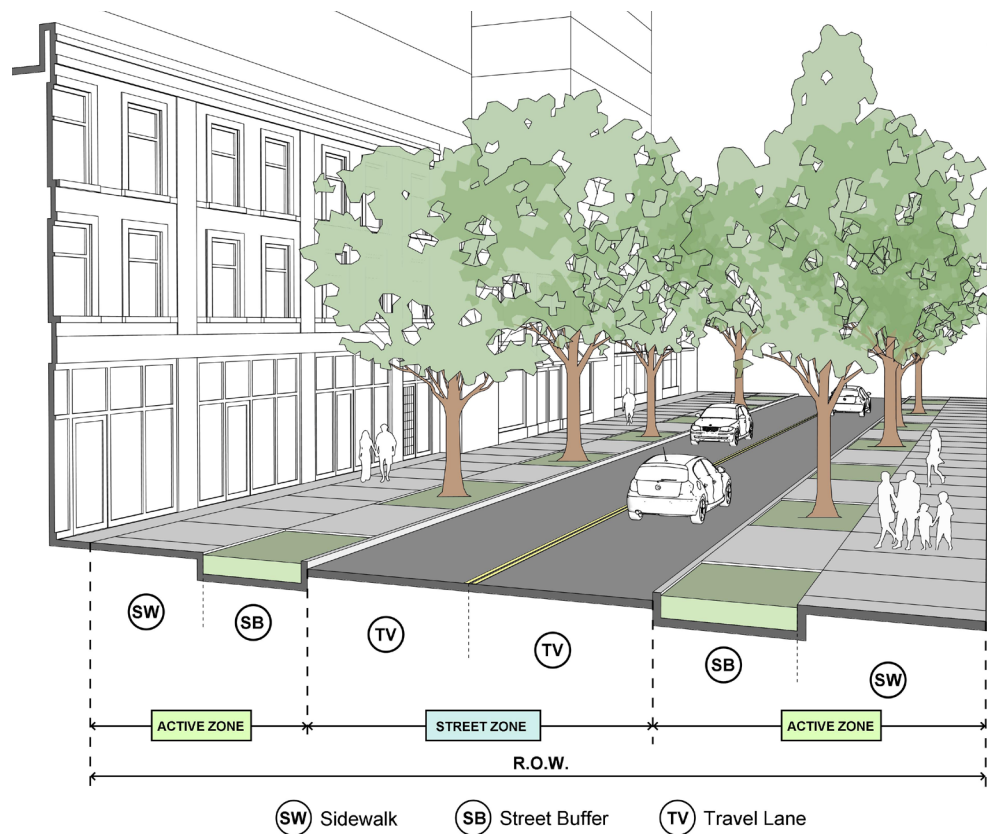 SW
SB
TV
TV
SB
SW
ACTIVE ZONE
STREET ZONE
ACTIVE ZONE
R.O.W.
SW Sidewalk
SB Street Buffer
TV Travel Lane